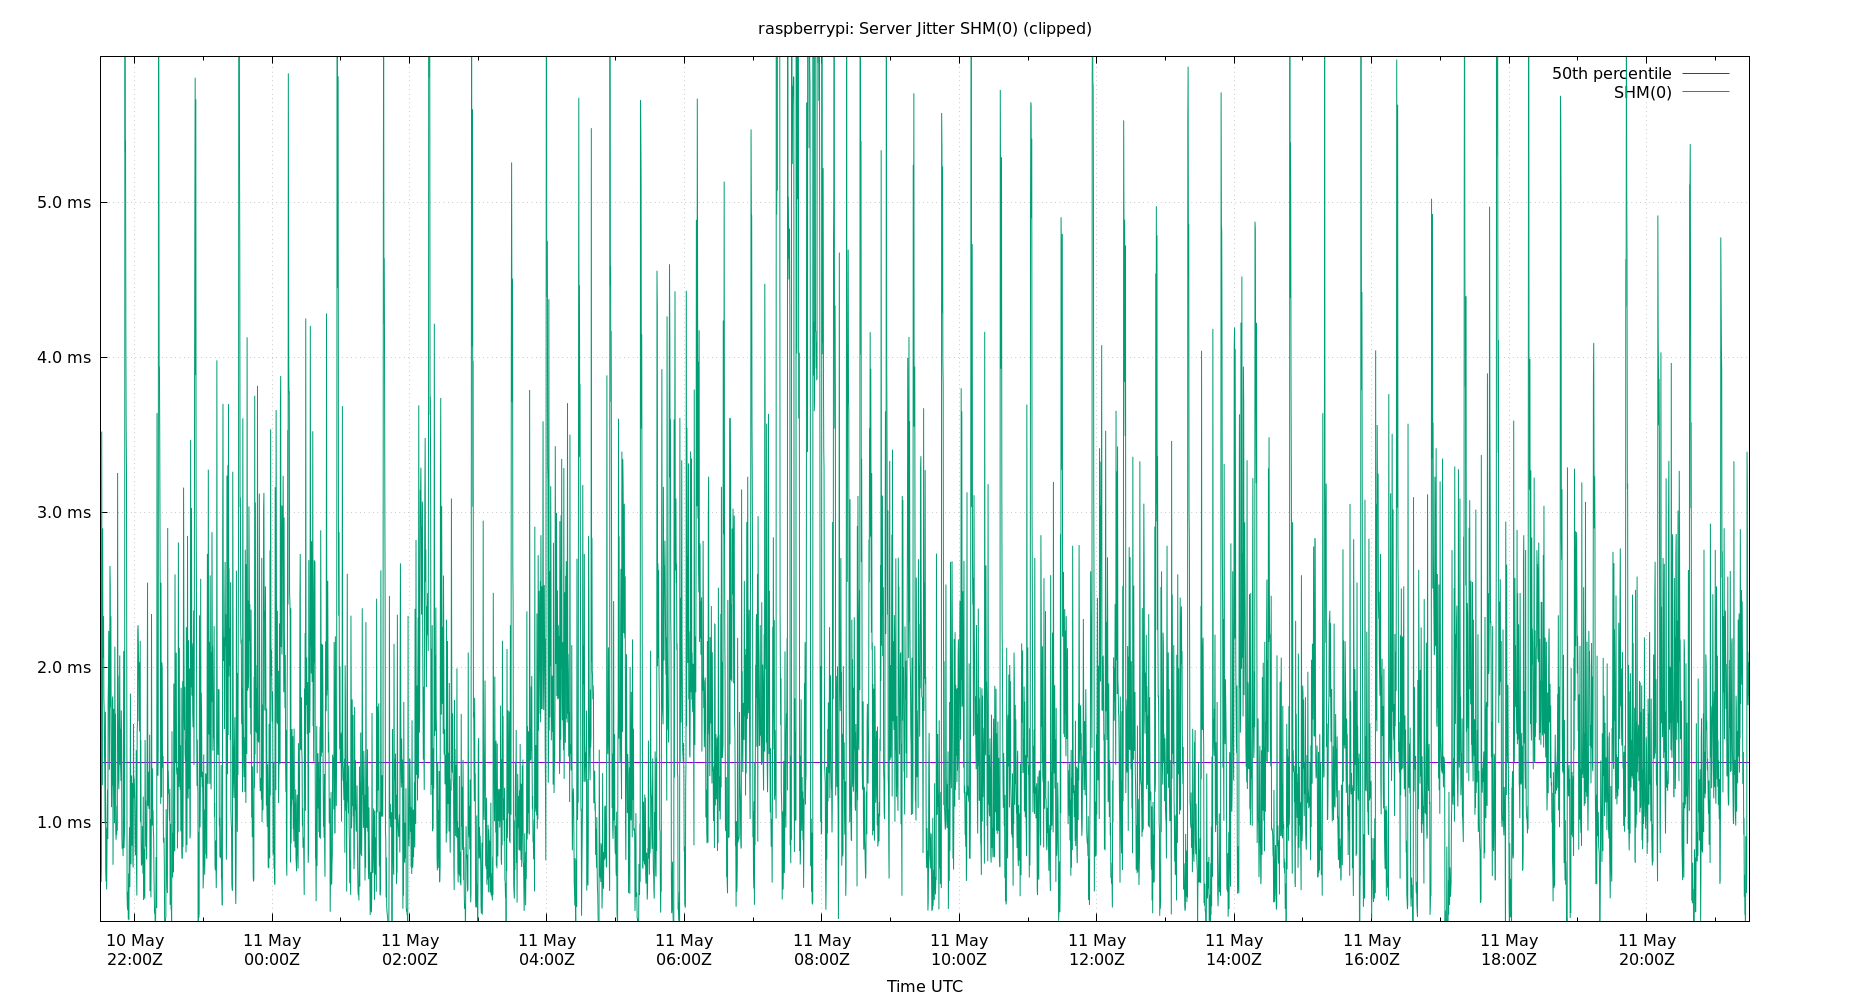 raspberrypi: Server Jitter SHM(0) (clipped)
50th percentile
SHM(0)
5.0 ms
4.0 ms
3.0 ms
2.0 ms
1.0 ms
10 May 11 May 11 May 11 May 11 May 11 May 11 May 11 May 11 May 11 May 11 May 11 May
22:00Z 00:00Z 02:00Z 04:00Z 06:00Z 08:00Z 10:00Z 12:00Z 14:00Z 16:00Z 18:00Z 20:00Z
Time UTC